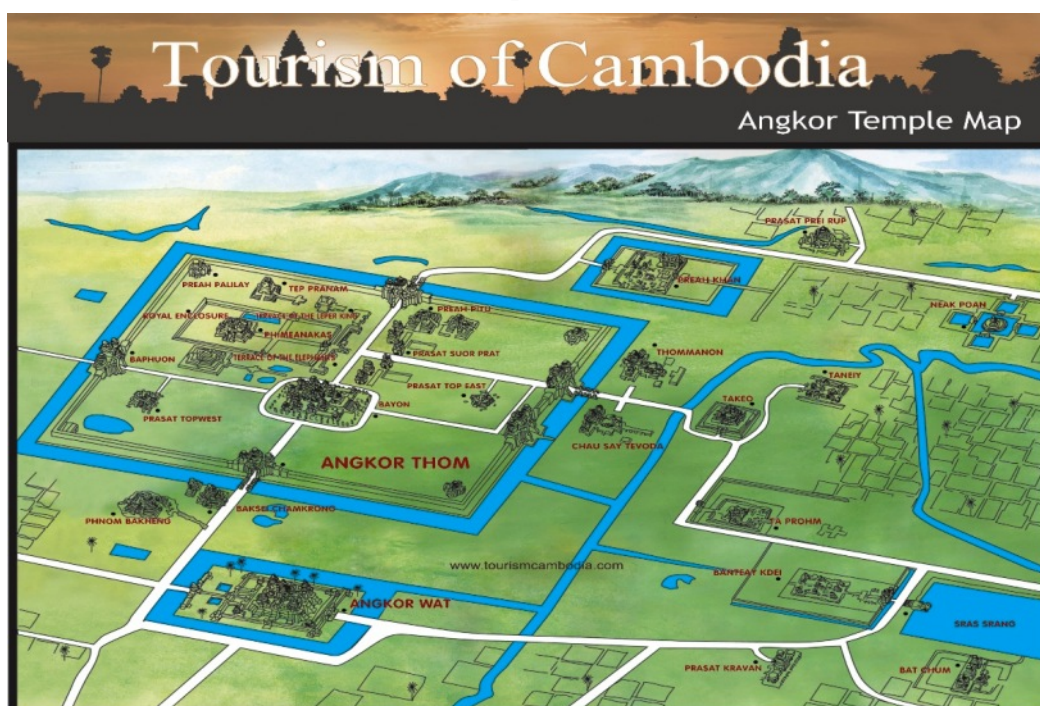 Tourism of Cambodia
Angkor Temple Map
PRASAT PREI RUP
PREAH PALILAY
TEP PRANAM
PREAH KHAN
NEAK POAN
ROYAL ENCLOSURE
TERRACE OF THE LEPER KING
PREAH PITU
PHIMEANAKAS
BAPHUON
TERRACE OF THE ELEPHANTS
PRASAT SUOR PRAT
THOMMANON
TANEIY
PRASAT TOP EAST
TAKEO
PRASAT TOPWEST
BAYON
CHAU SAY TEVODA
ANGKOR THOM
BAKSEI CHAMKRONG
PHNOM BAKHENG
TA PROHM
www.tourismcambodia.com
BANTEAY KDEI
ANGKOR WAT
SRAS SRANG
PRASAT KRAVAN
BAT CHUM